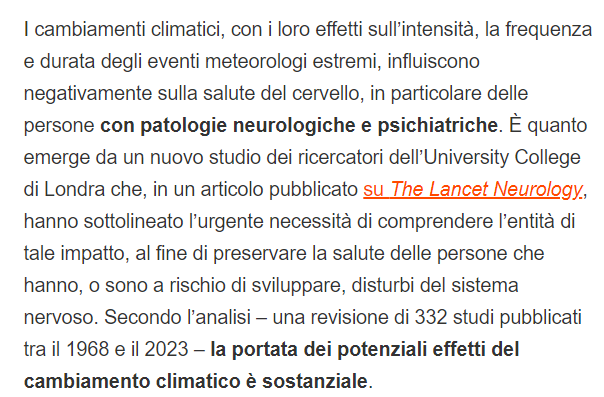 I cambiamenti climatici, con i loro effetti sull’intensità, la frequenza
e durata degli eventi meteorologi estremi, influiscono
negativamente sulla salute del cervello, in particolare delle
persone con patologie neurologiche e psichiatriche. È quanto
emerge da un nuovo studio dei ricercatori dell’University College
di Londra che, in un articolo pubblicato su The Lancet Neurology,
hanno sottolineato l’urgente necessità di comprendere l’entità di
tale impatto, al fine di preservare la salute delle persone che
hanno, o sono a rischio di sviluppare, disturbi del sistema
nervoso. Secondo l’analisi – una revisione di 332 studi pubblicati
tra il 1968 e il 2023 – la portata dei potenziali effetti del
cambiamento climatico è sostanziale.